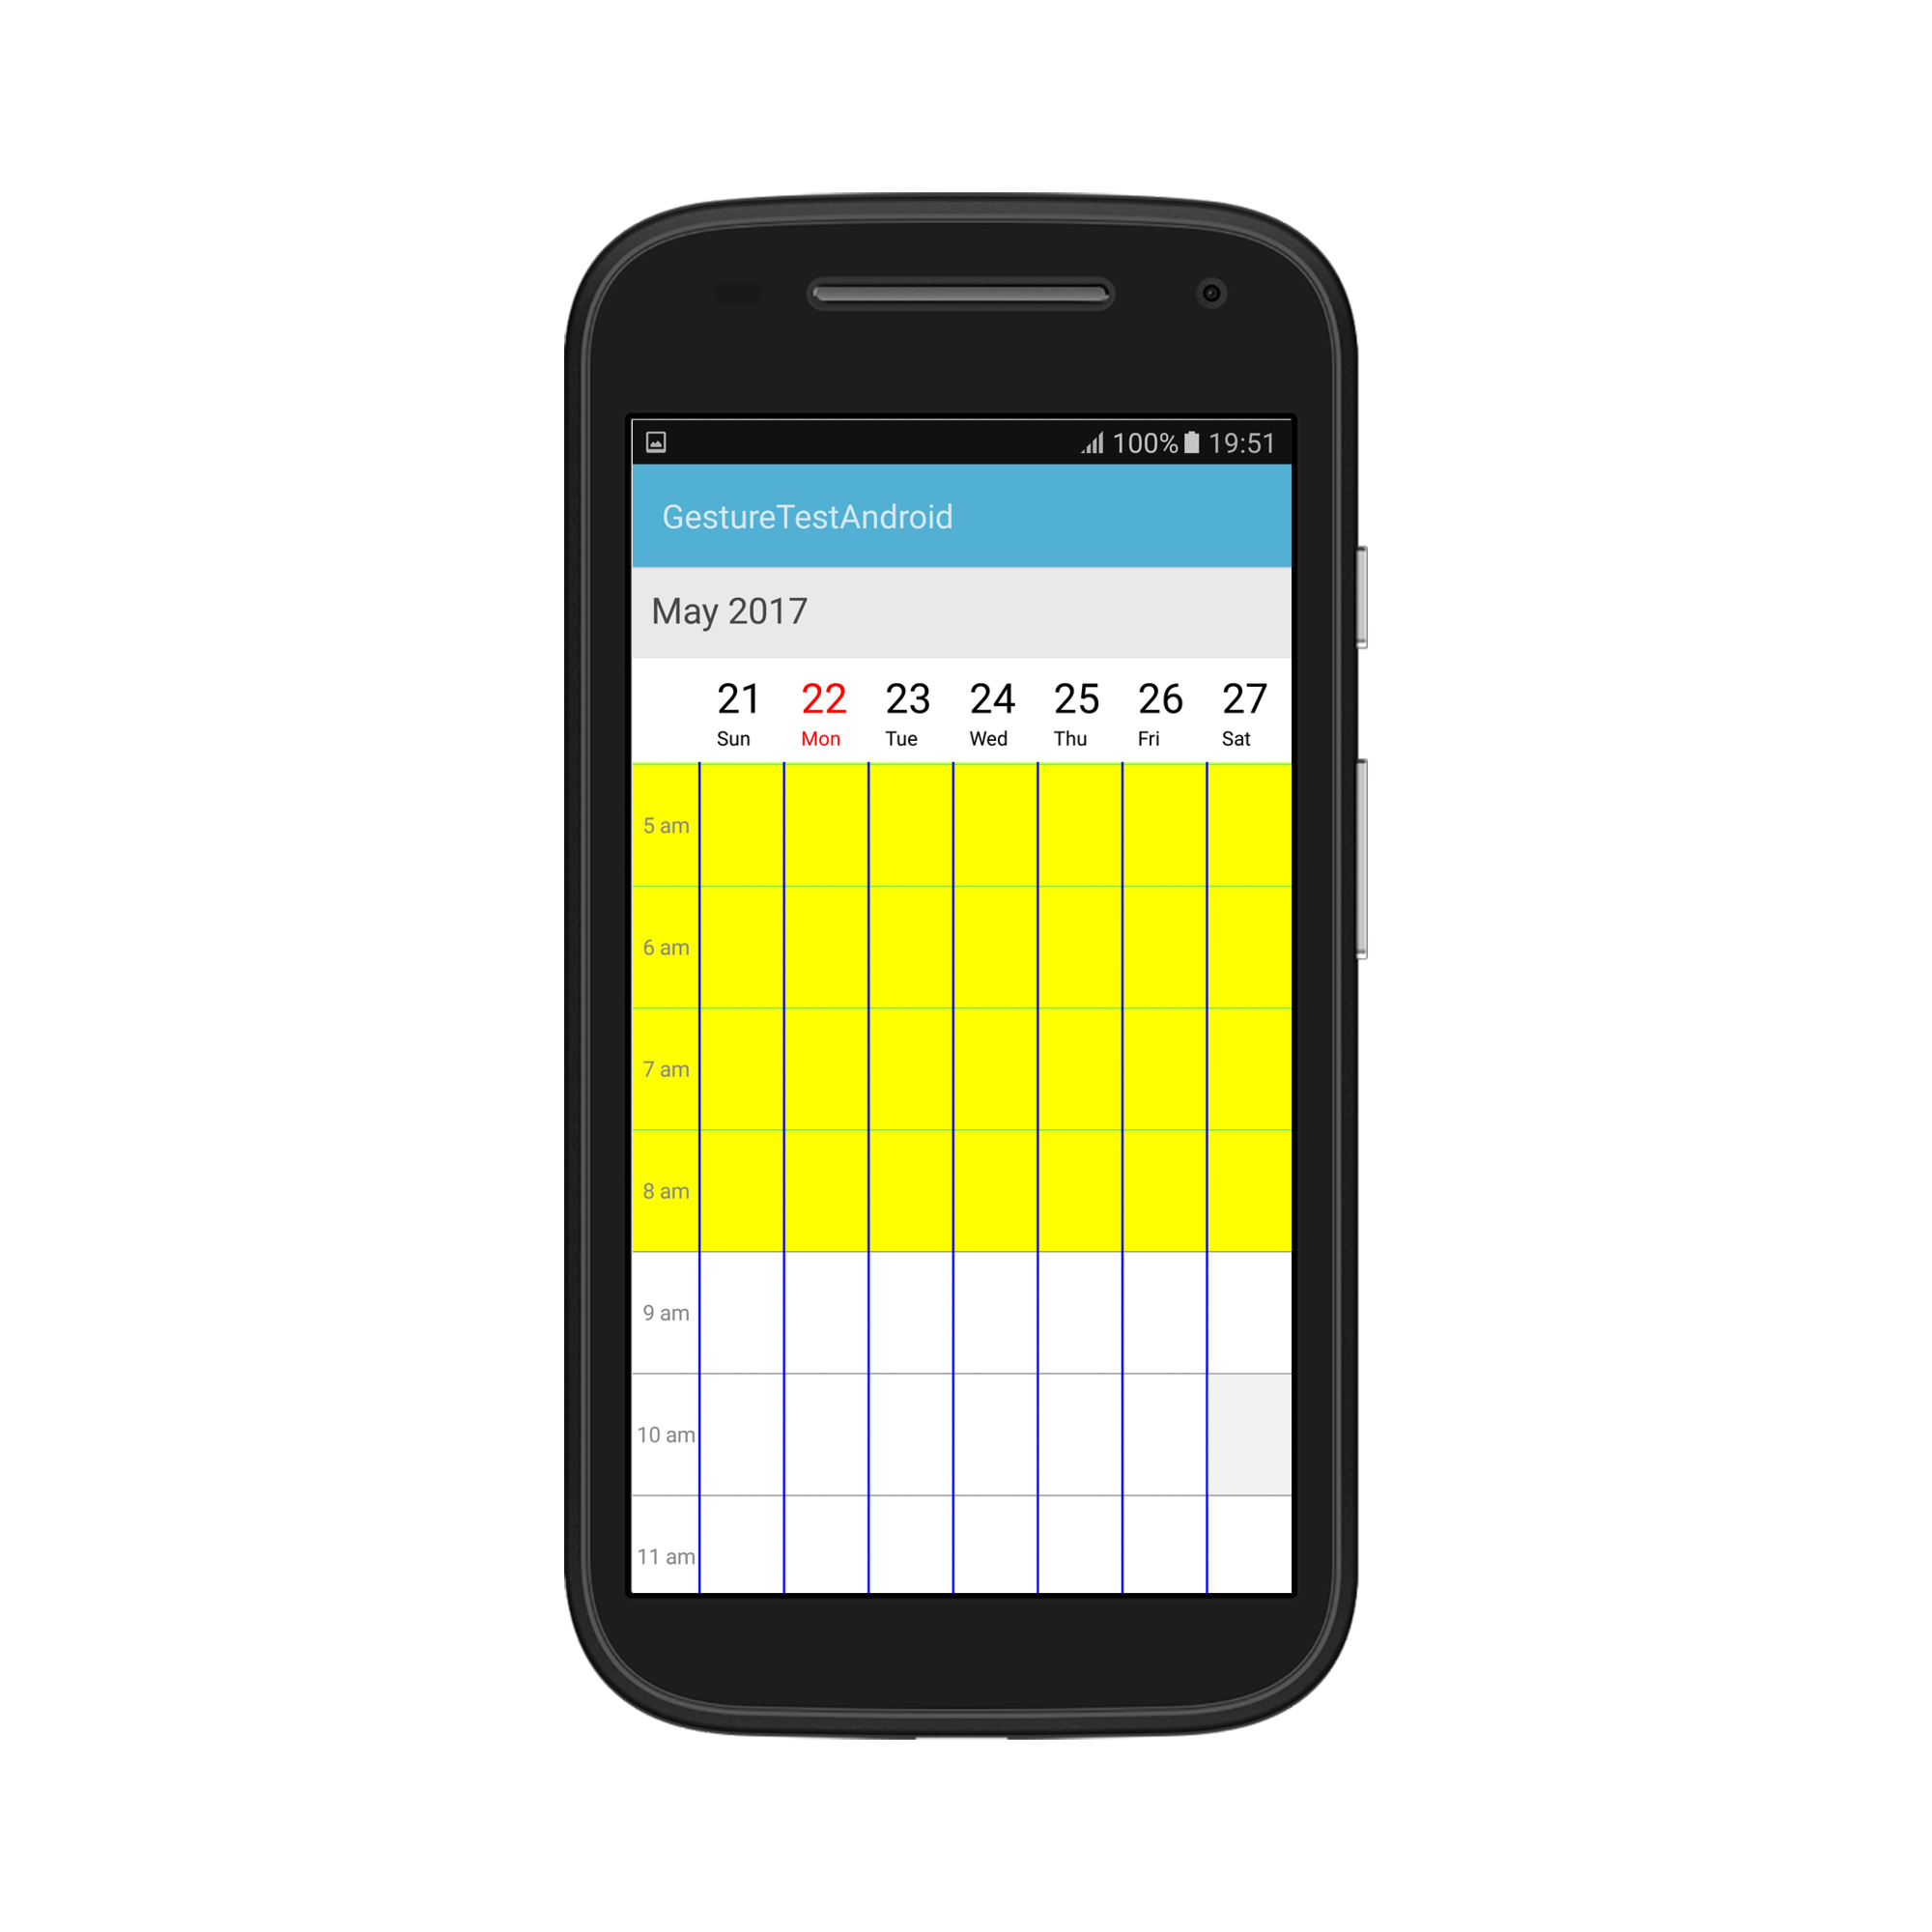 100% 19:51
GestureTestAndroid
May 2017
21 22 23 24 25 26 27
Sun Mon Tue Wed Thu Fri Sat
5 am
6 am
7 am
8 am
9 am
10 am
11 am